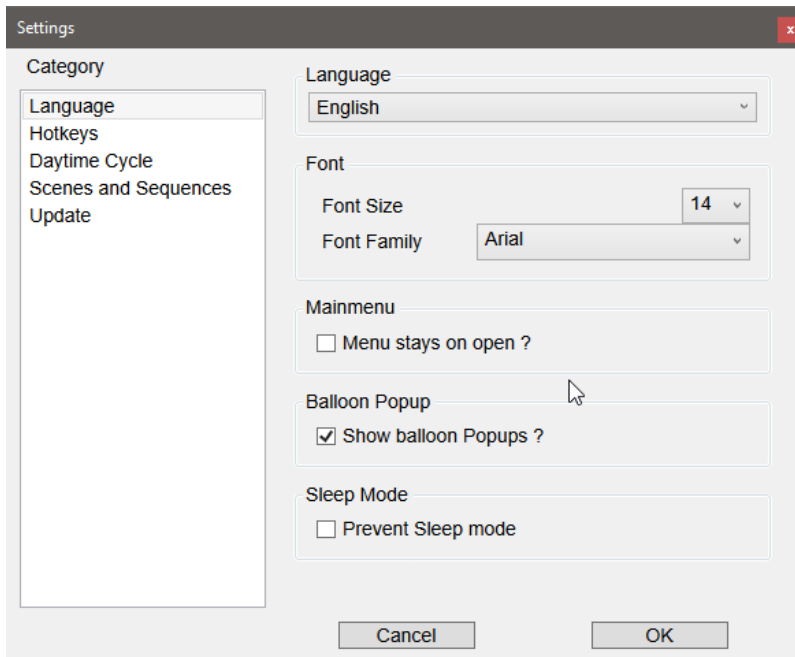 Settings
x
Category
Language
Hotkeys
Daytime Cycle
Scenes and Sequences
Update
Language
English
Font
Font Size
14
Font Family
Arial
Mainmenu
Menu stays on open ?
Balloon Popup
Show balloon Popups ?
Sleep Mode
Prevent Sleep mode
Cancel
OK